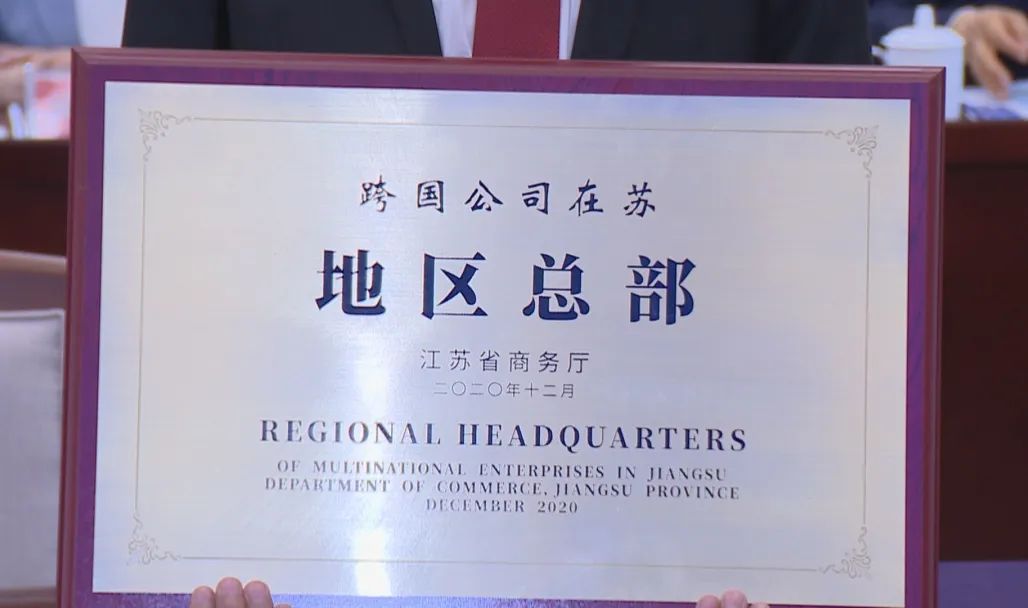 跨国公司在苏
地区总部
江苏省商务厅
二〇二〇年十二月
REGIONAL HEADQUARTERS
OF MULTINATIONAL ENTERPRISES IN JIANGSU
DEPARTMENT OF COMMERCE, JIANGSU PROVINCE
DECEMBER 2020